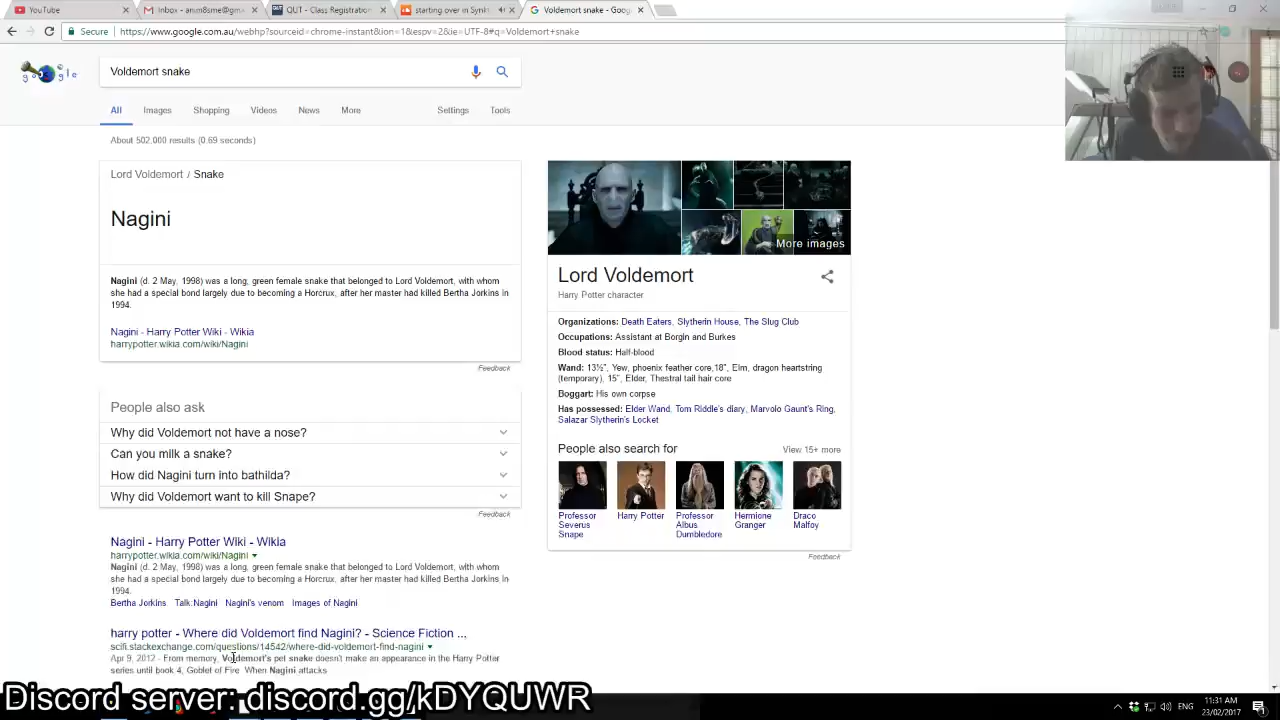 YouTube
Inbox - anim8sme@gm
QUT - Class Registration
starting over in Synth
Voldemort snake - Goog
Secure
https://www.google.com.au/webhp?sourceid=chrome-instant&ion=1&espv=2&ie=UTF-8#q=Voldemort+snake
Voldemort snake
All Images Shopping Videos News More Settings Tools
About 502,000 results (0.69 seconds)
Lord Voldemort / Snake
Nagini
Nagini (d. 2 May, 1998) was a long, green female snake that belonged to Lord Voldemort, with whom
she had a special bond largely due to becoming a Horcrux, after her master had killed Bertha Jorkins in
1994.
Nagini - Harry Potter Wiki - Wikia
harrypotter.wikia.com/wiki/Nagini
Feedback
People also ask
Why did Voldemort not have a nose?
Can you milk a snake?
How did Nagini turn into bathilda?
Why did Voldemort want to kill Snape?
Feedback
Nagini - Harry Potter Wiki - Wikia
harrypotter.wikia.com/wiki/Nagini
Nagini (d. 2 May, 1998) was a long, green female snake that belonged to Lord Voldemort, with whom
she had a special bond largely due to becoming a Horcrux, after her master had killed Bertha Jorkins in
1994.
Bertha Jorkins Talk:Nagini Nagini's venom Images of Nagini
harry potter - Where did Voldemort find Nagini? - Science Fiction ...
scifi.stackexchange.com/questions/14542/where-did-voldemort-find-nagini
Apr 9, 2012 - From memory, Voldemort's pet snake doesn't make an appearance in the Harry Potter
series until book 4, Goblet of Fire. When Nagini attacks
More images
Lord Voldemort
Harry Potter character
Organizations: Death Eaters, Slytherin House, The Slug Club
Occupations: Assistant at Borgin and Burkes
Blood status: Half-blood
Wand: 13½", Yew, phoenix feather core,18", Elm, dragon heartstring
(temporary), 15", Elder, Thestral tail hair core
Boggart: His own corpse
Has possessed: Elder Wand, Tom Riddle's diary, Marvolo Gaunt's Ring,
Salazar Slytherin's Locket
People also search for
View 15+ more
Professor
Severus
Snape
Harry Potter
Professor
Albus
Dumbledore
Hermione
Granger
Draco
Malfoy
Feedback
Discord server: discord.gg/kDYQUWR
ENG
11:31 AM
23/02/2017